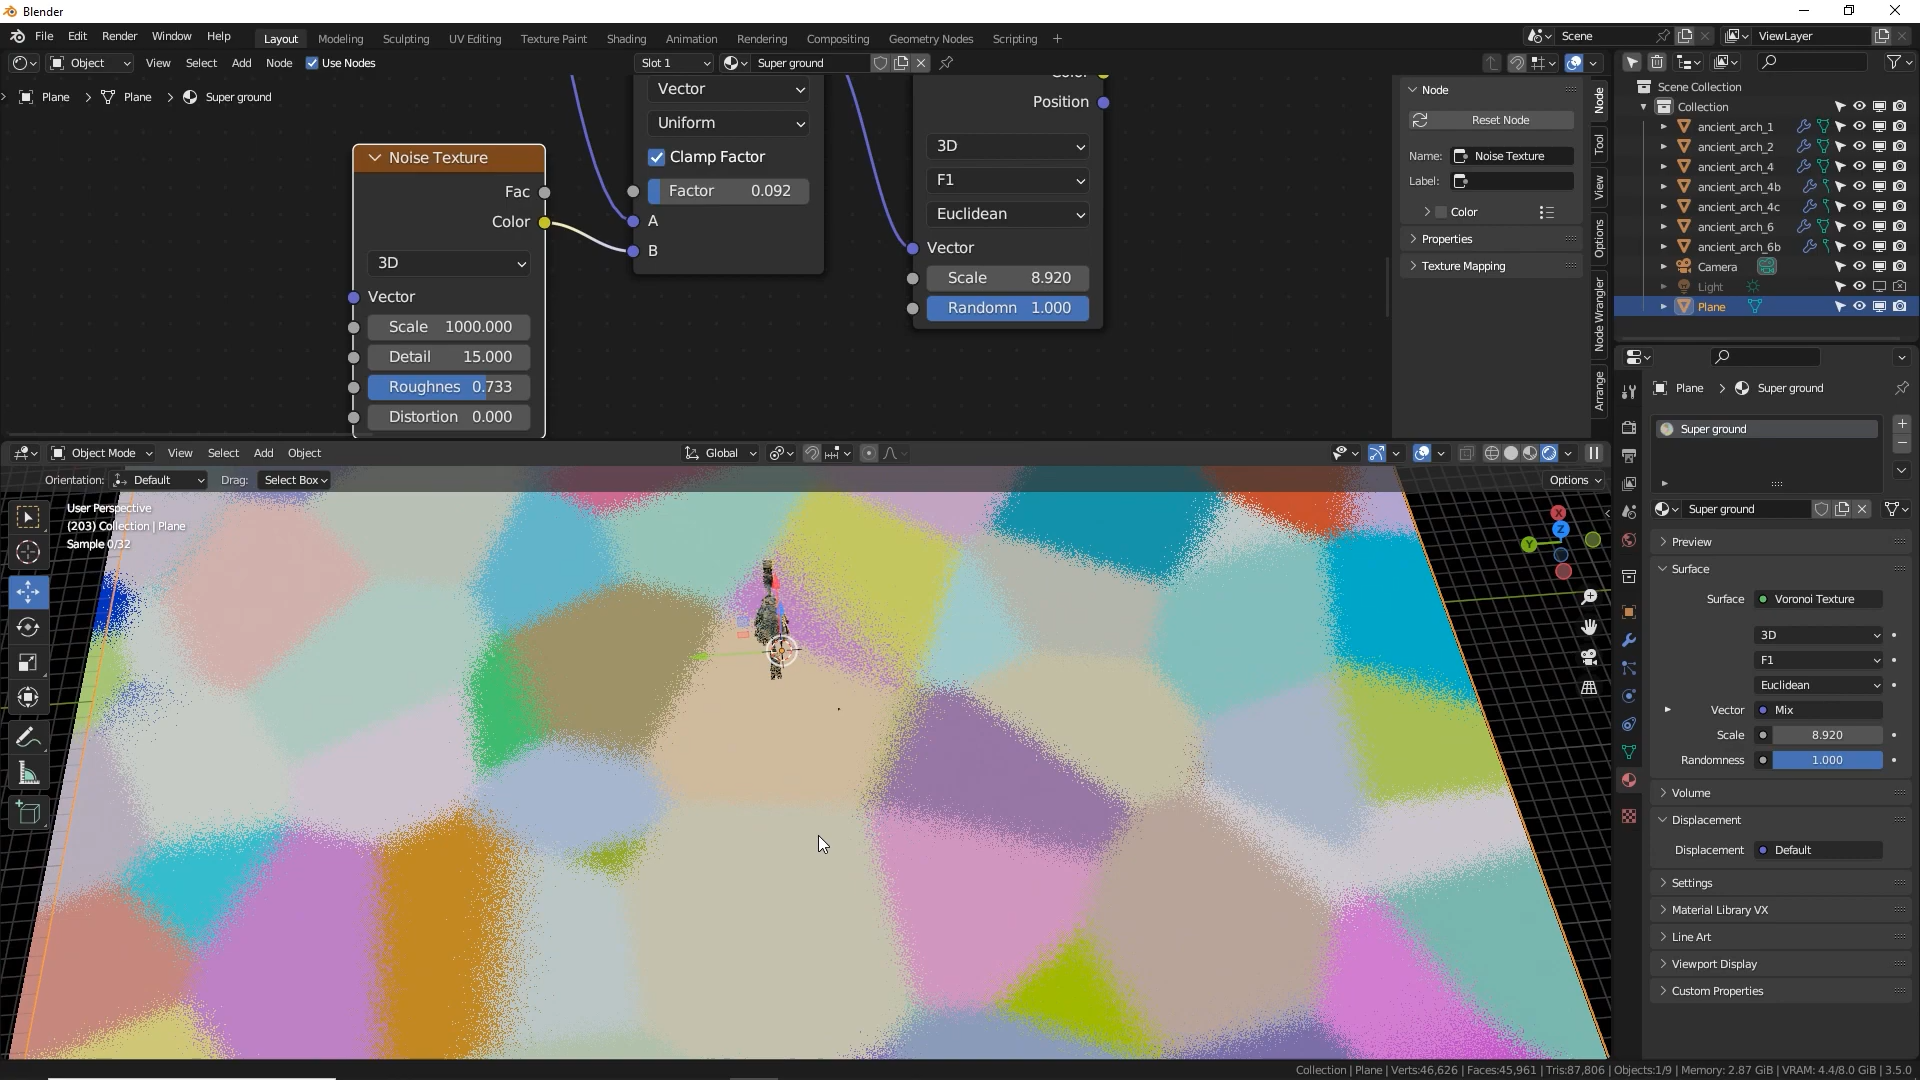 Blender
File Edit Render Window Help Layout Modeling Sculpting UV Editing Texture Paint Shading Animation Rendering Compositing Geometry Nodes Scripting + Scene ViewLayer
Object View Select Add Node Use Nodes Slot 1 Super ground
Plane > Plane > Super ground
Noise Texture
Fac
Color
3D
Vector
Scale 1000.000
Detail 15.000
Roughnes 0.733
Distortion 0.000
Vector
Uniform
Clamp Factor
Factor 0.092
A
B
Position
3D
F1
Euclidean
Vector
Scale 8.920
Randomn 1.000
Node
Reset Node
Name: Noise Texture
Label:
Color
Properties
Texture Mapping
Node
Tool
View
Options
Node Wrangler
Arrange
Scene Collection
Collection
ancient_arch_1
ancient_arch_2
ancient_arch_4
ancient_arch_4b
ancient_arch_4c
ancient_arch_6
ancient_arch_6b
Camera
Light
Plane
Object Mode View Select Add Object Global
Orientation: Default Drag: Select Box Options
User Perspective
(203) Collection | Plane
Sample 0/32
X
Z
Y
Plane > Super ground
Super ground
Super ground
Preview
Surface
Surface Voronoi Texture
3D
F1
Euclidean
Vector Mix
Scale 8.920
Randomness 1.000
Volume
Displacement
Displacement Default
Settings
Material Library VX
Line Art
Viewport Display
Custom Properties
Collection | Plane | Verts:46,626 | Faces:45,961 | Tris:87,806 | Objects:1/9 | Memory: 2.87 GiB | VRAM: 4.4/8.0 GiB | 3.5.0